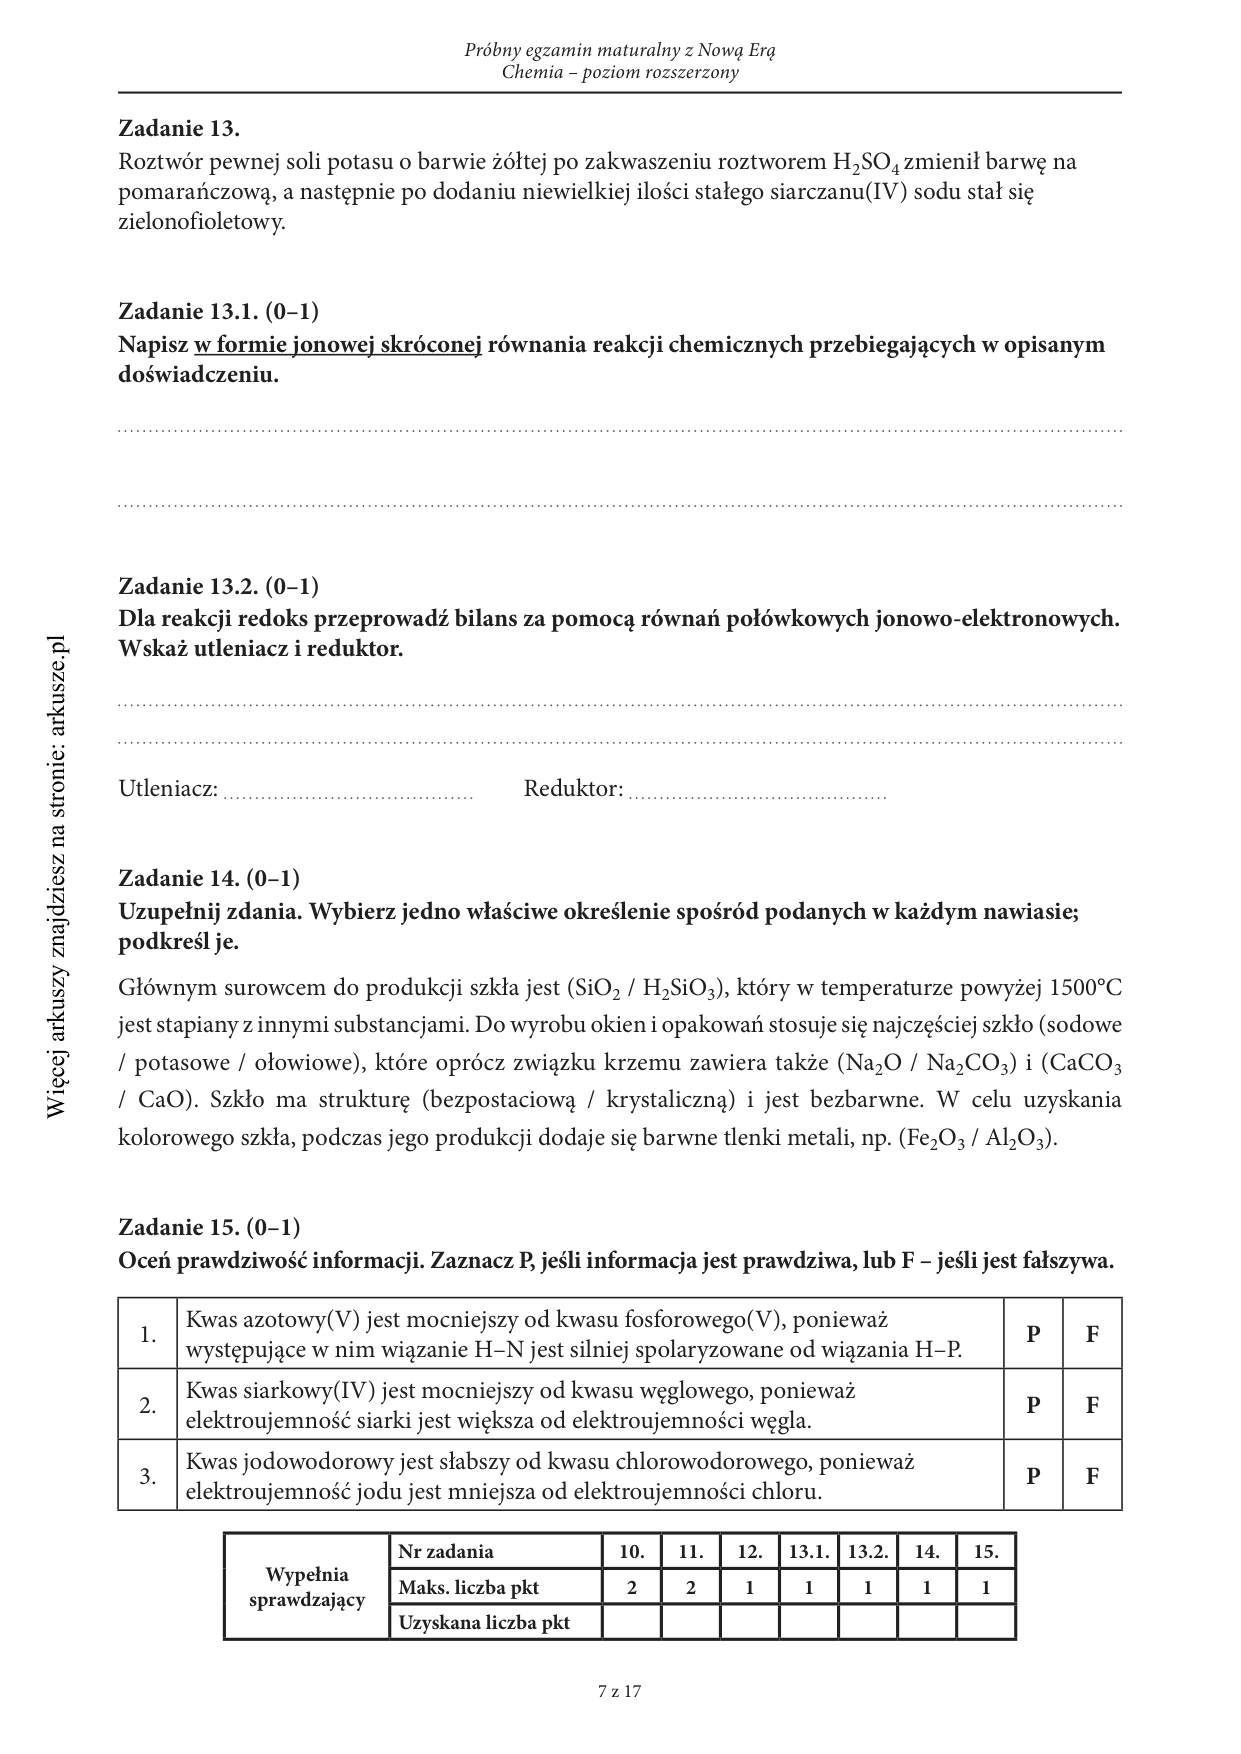 Próbny egzamin maturalny z Nową Erą
Chemia – poziom rozszerzony
Zadanie 13.
Roztwór pewnej soli potasu o barwie żółtej po zakwaszeniu roztworem H₂SO₄ zmienił barwę na
pomarańczową, a następnie po dodaniu niewielkiej ilości stałego siarczanu(IV) sodu stał się
zielonofioletowy.
Zadanie 13.1. (0–1)
Napisz w formie jonowej skróconej równania reakcji chemicznych przebiegających w opisanym
doświadczeniu.
Zadanie 13.2. (0–1)
Dla reakcji redoks przeprowadź bilans za pomocą równań połówkowych jonowo-elektronowych.
Wskaż utleniacz i reduktor.
Utleniacz: Reduktor:
Zadanie 14. (0–1)
Uzupełnij zdania. Wybierz jedno właściwe określenie spośród podanych w każdym nawiasie;
podkreśl je.
Głównym surowcem do produkcji szkła jest (SiO₂ / H₂SiO₃), który w temperaturze powyżej 1500°C
jest stapiany z innymi substancjami. Do wyrobu okien i opakowań stosuje się najczęściej szkło (sodowe
/ potasowe / ołowiowe), które oprócz związku krzemu zawiera także (Na₂O / Na₂CO₃) i (CaCO₃
/ CaO). Szkło ma strukturę (bezpostaciową / krystaliczną) i jest bezbarwne. W celu uzyskania
kolorowego szkła, podczas jego produkcji dodaje się barwne tlenki metali, np. (Fe₂O₃ / Al₂O₃).
Zadanie 15. (0–1)
Oceń prawdziwość informacji. Zaznacz P, jeśli informacja jest prawdziwa, lub F – jeśli jest fałszywa.
1. Kwas azotowy(V) jest mocniejszy od kwasu fosforowego(V), ponieważ
występujące w nim wiązanie H–N jest silniej spolaryzowane od wiązania H–P. P F
2. Kwas siarkowy(IV) jest mocniejszy od kwasu węglowego, ponieważ
elektroujemność siarki jest większa od elektroujemności węgla. P F
3. Kwas jodowodorowy jest słabszy od kwasu chlorowodorowego, ponieważ
elektroujemność jodu jest mniejsza od elektroujemności chloru. P F
Wypełnia
sprawdzający
Nr zadania 10. 11. 12. 13.1. 13.2. 14. 15.
Maks. liczba pkt 2 2 1 1 1 1 1
Uzyskana liczba pkt
7 z 17
Więcej arkuszy znajdziesz na stronie: arkusze.pl